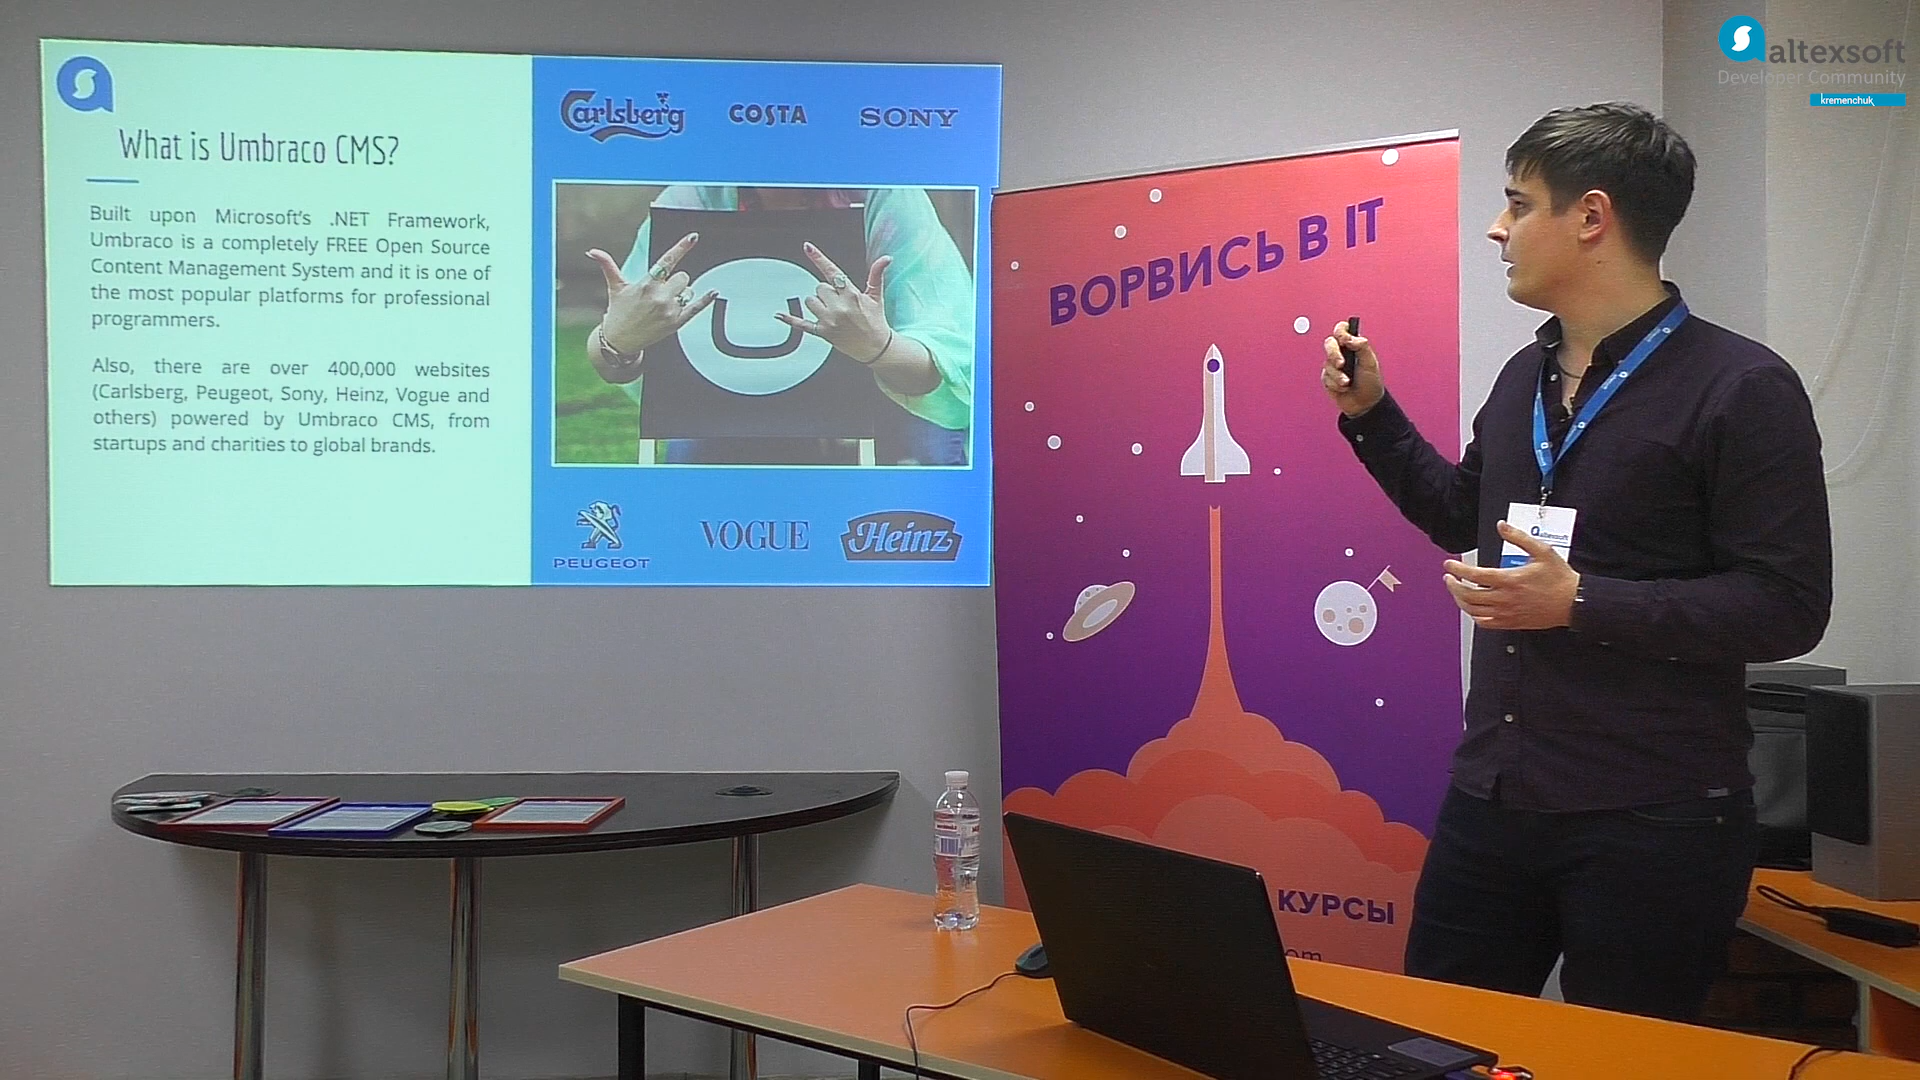 What is Umbraco CMS?
Built upon Microsoft's .NET Framework,
Umbraco is a completely FREE Open Source
Content Management System and it is one of
the most popular platforms for professional
programmers.
Also, there are over 400,000 websites
(Carlsberg, Peugeot, Sony, Heinz, Vogue and
others) powered by Umbraco CMS, from
startups and charities to global brands.
Carlsberg COSTA SONY
PEUGEOT VOGUE Heinz
ВОРВИСЬ В IT
КУРСЫ
om
altexsoft
altexsoft
Developer Community
kremenchuk